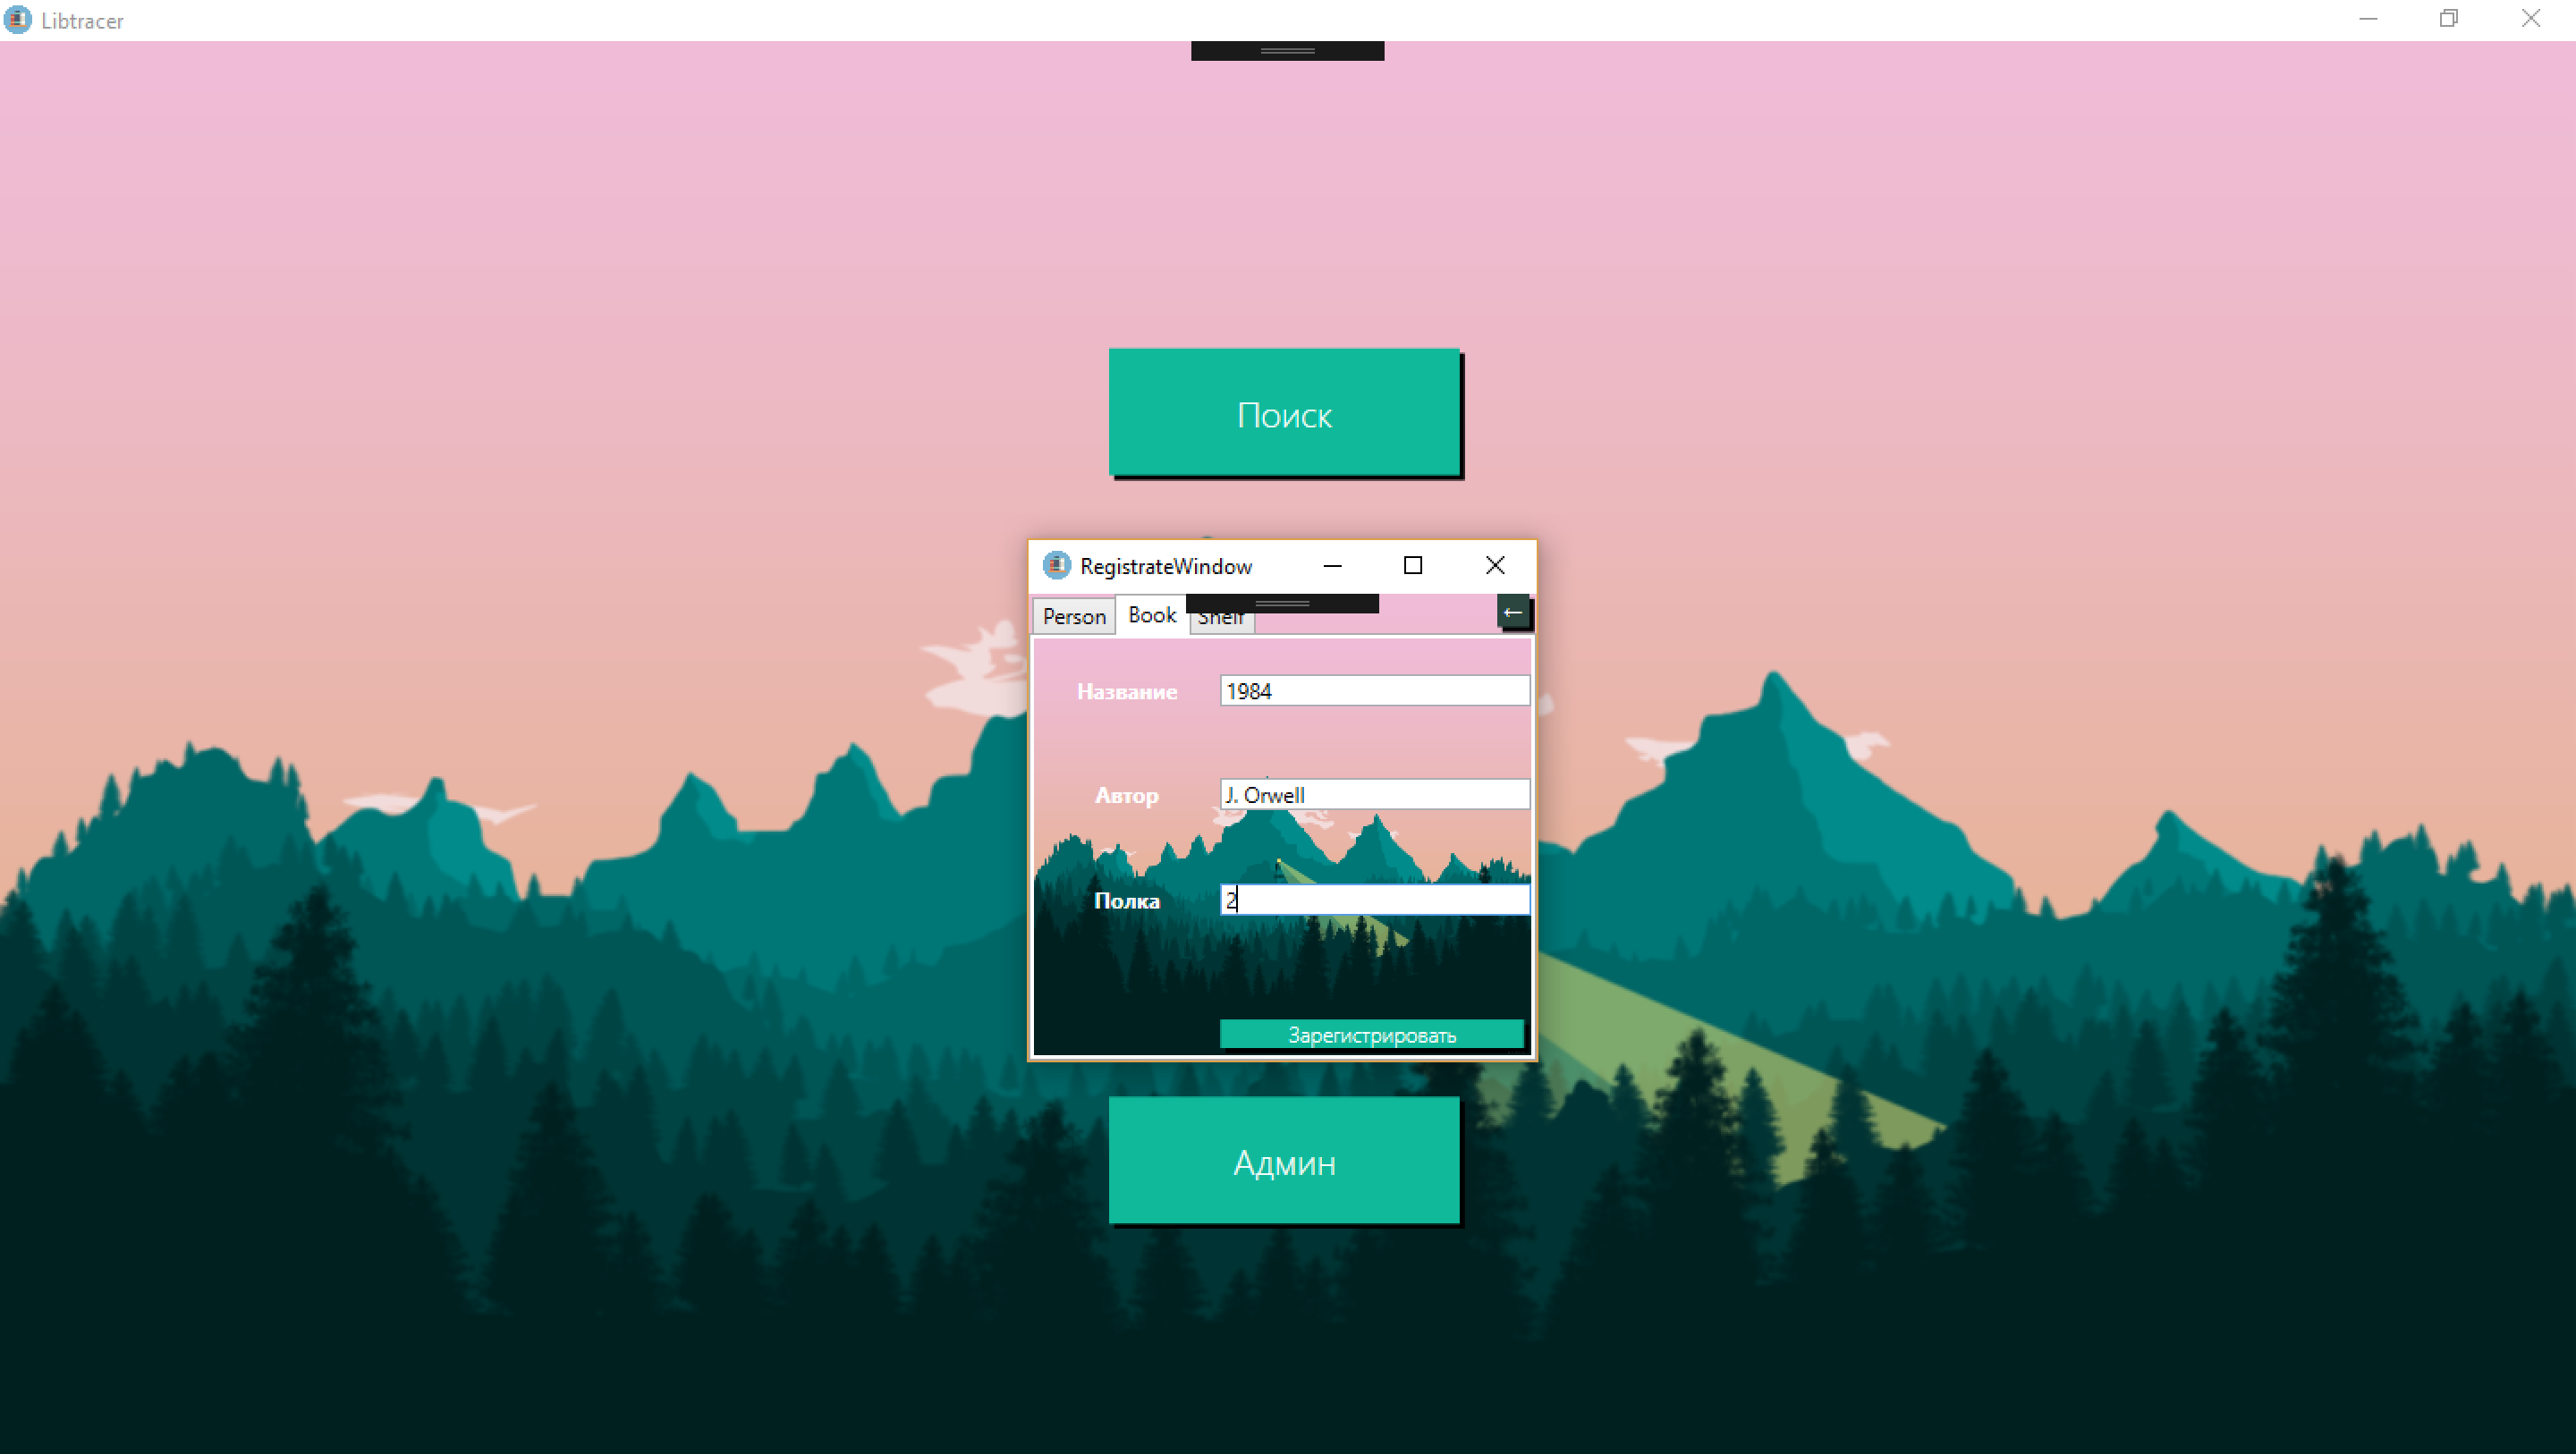 Libtracer
Поиск
RegistrateWindow
Person Book Shelf ←
Название 1984
Автор J. Orwell
Полка 2
Зарегистрировать
Админ